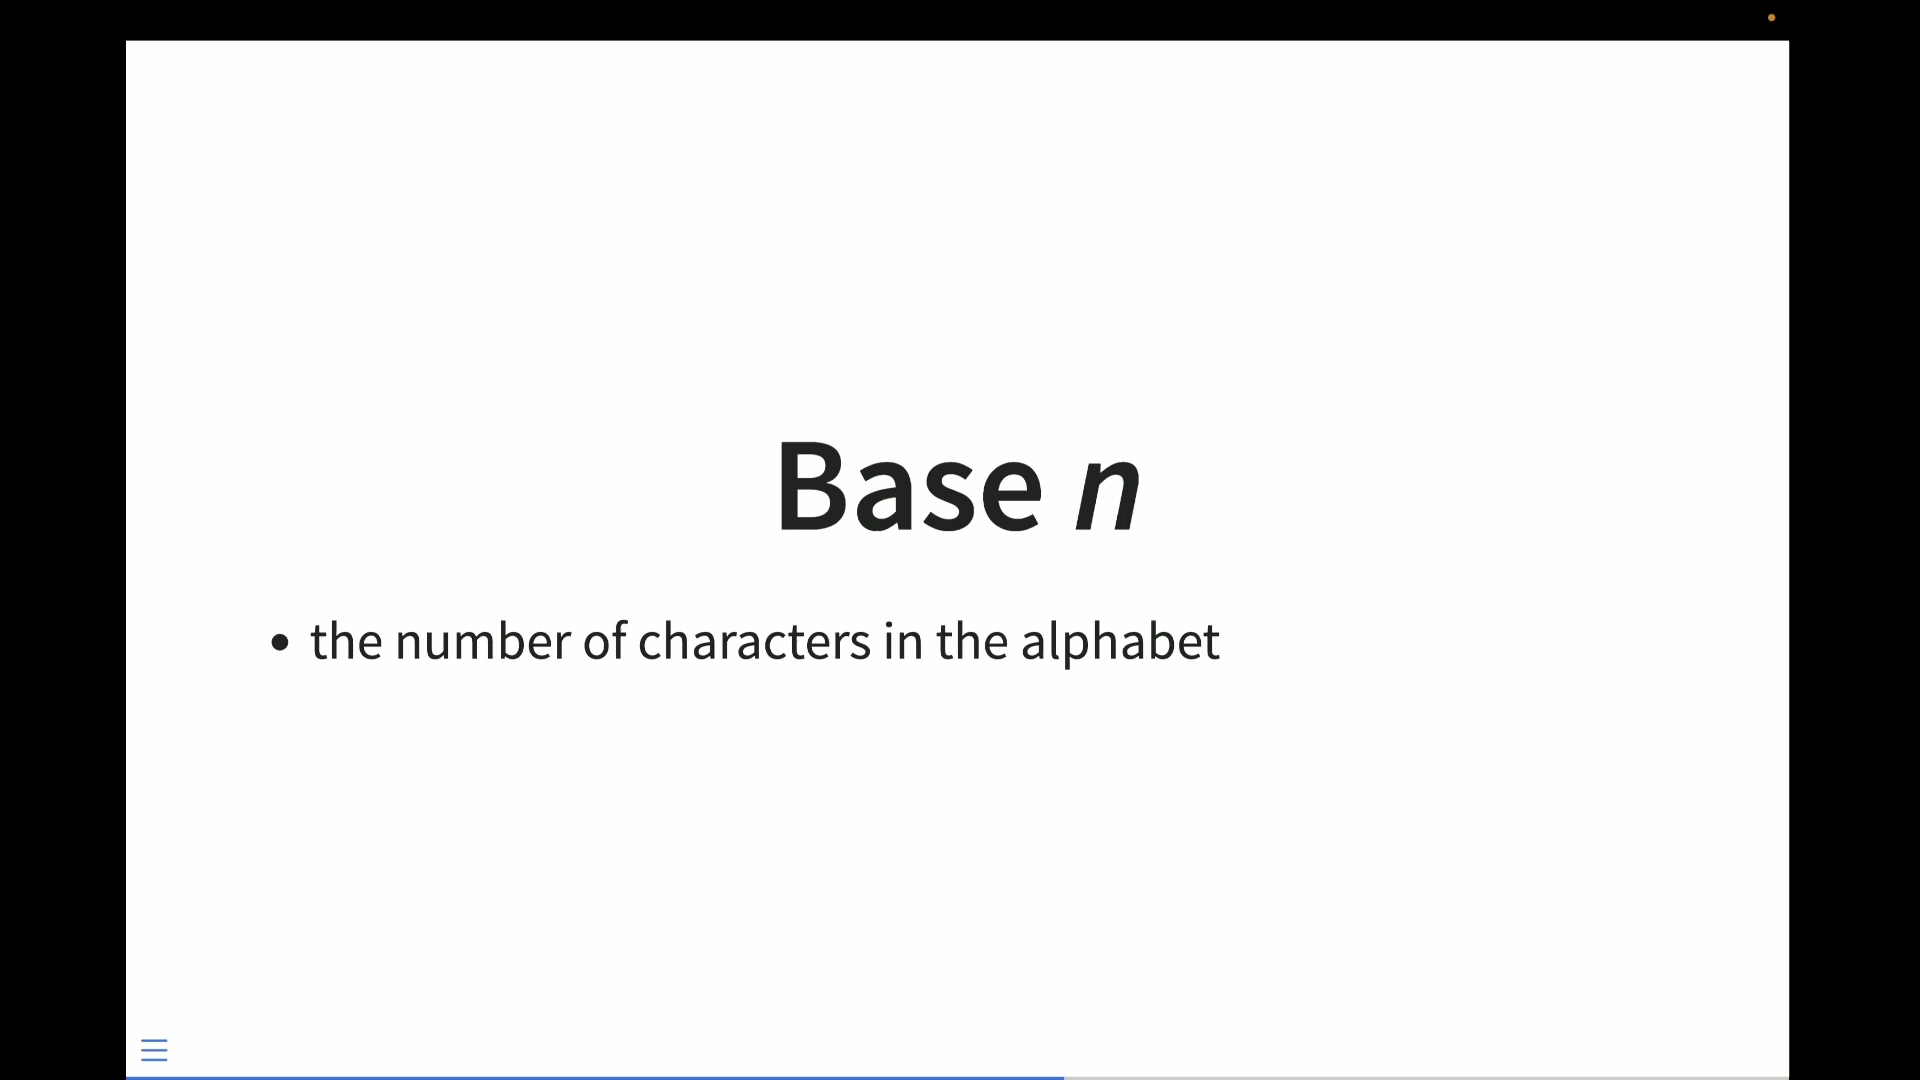 Base n
• the number of characters in the alphabet